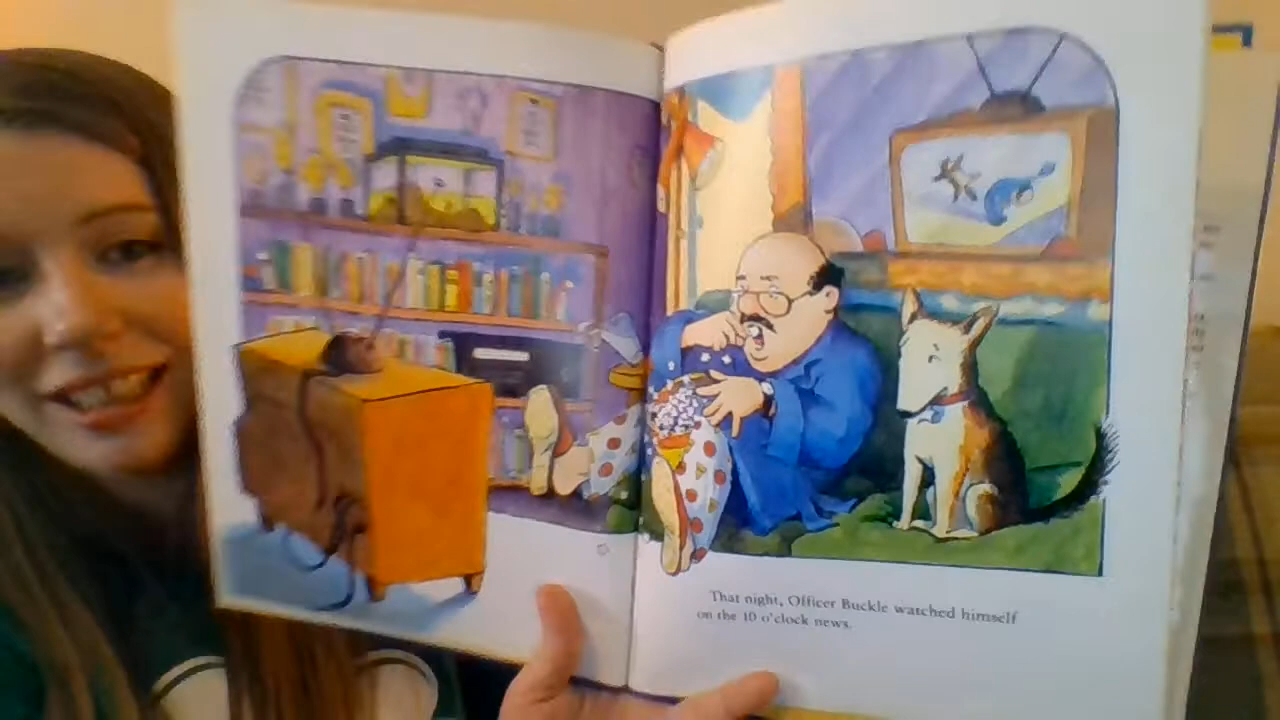 That night, Officer Buckle watched himself
on the 10 o'clock news.